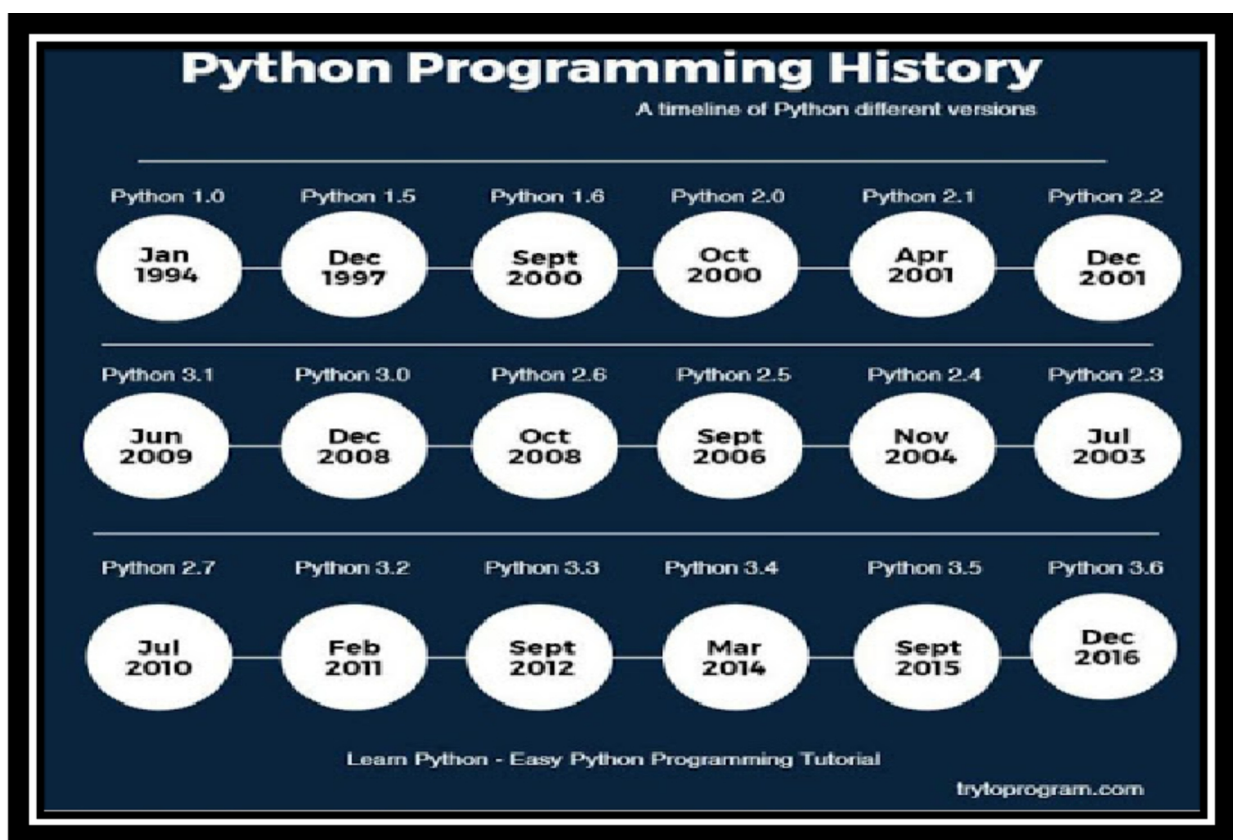 Python Programming History
A timeline of Python different versions
Python 1.0 Python 1.5 Python 1.6 Python 2.0 Python 2.1 Python 2.2
Jan Dec Sept Oct Apr Dec
1994 1997 2000 2000 2001 2001
Python 3.1 Python 3.0 Python 2.6 Python 2.5 Python 2.4 Python 2.3
Jun Dec Oct Sept Nov Jul
2009 2008 2008 2006 2004 2003
Python 2.7 Python 3.2 Python 3.3 Python 3.4 Python 3.5 Python 3.6
Jul Feb Sept Mar Sept Dec
2010 2011 2012 2014 2015 2016
Learn Python - Easy Python Programming Tutorial
trytoprogram.com